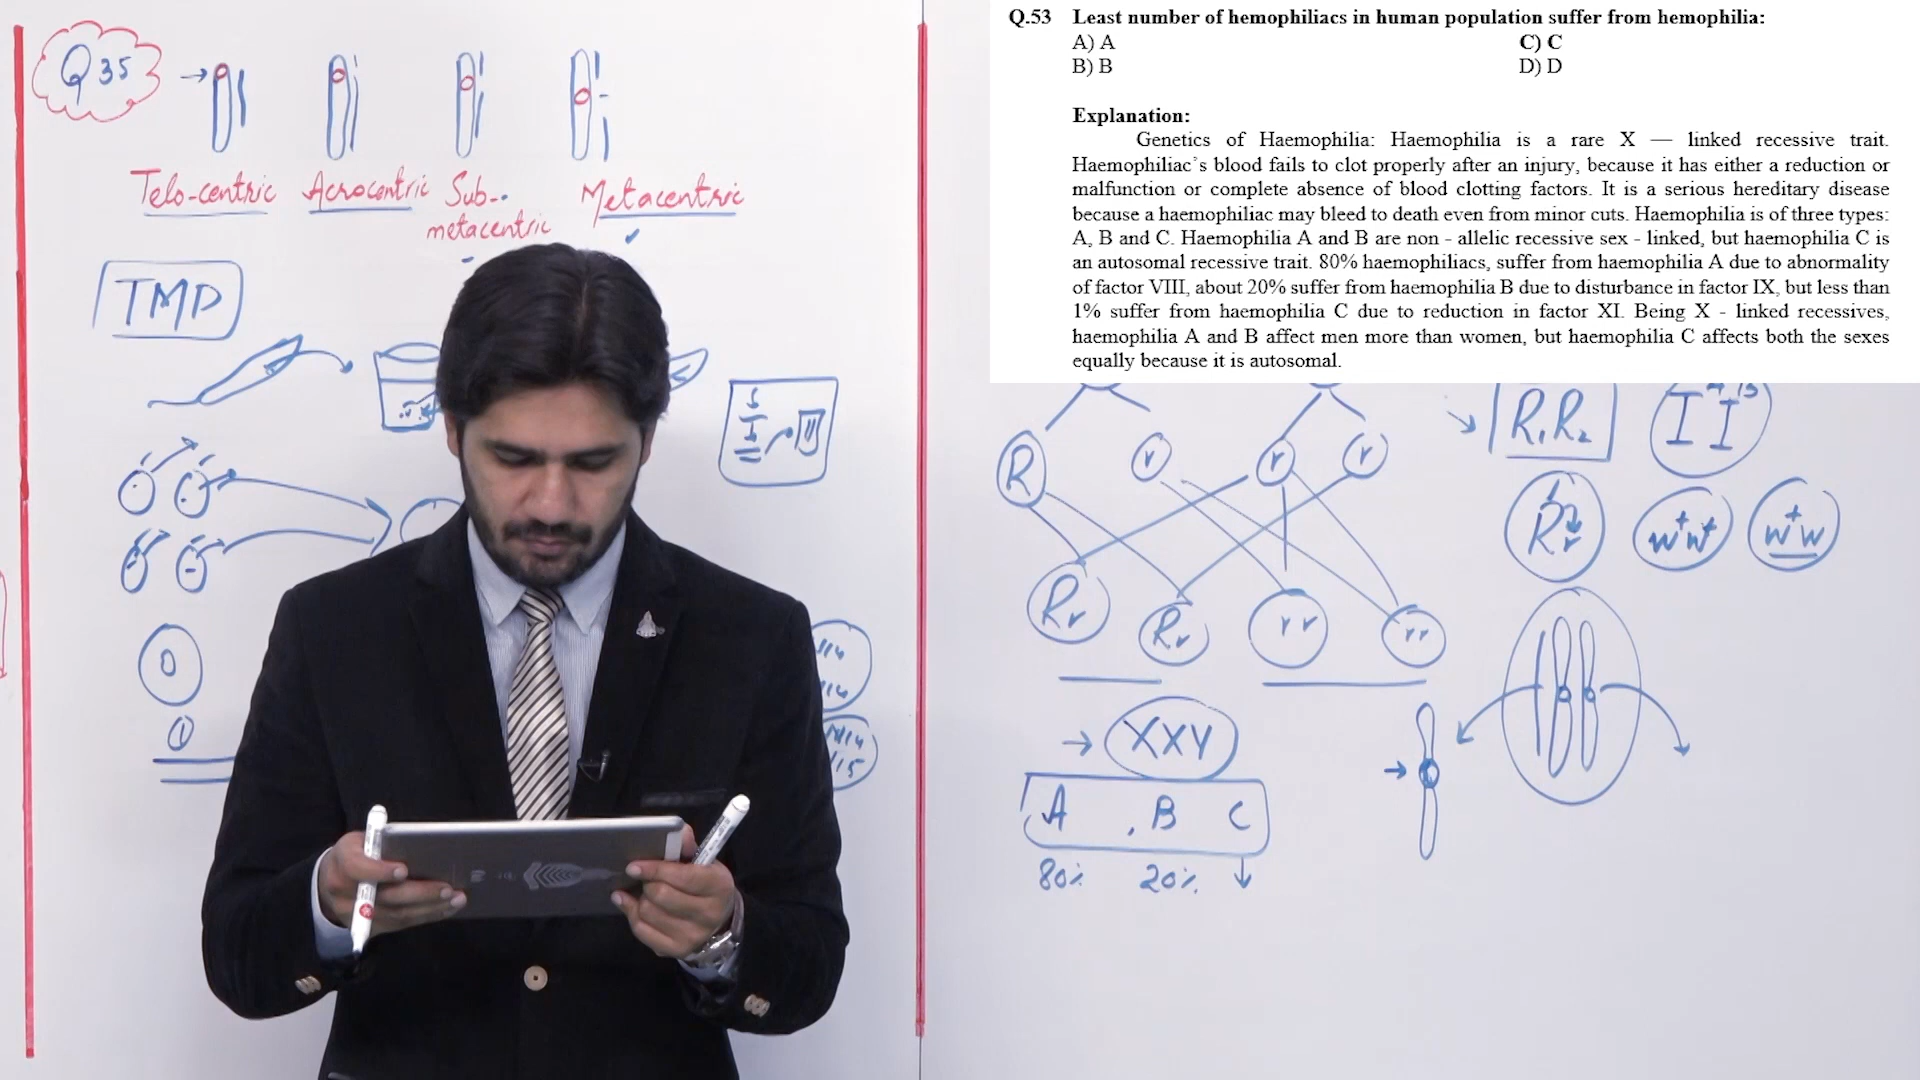 Q.53 Least number of hemophiliacs in human population suffer from hemophilia:
A) A
C) C
B) B
D) D
Explanation:
Genetics of Haemophilia: Haemophilia is a rare X — linked recessive trait.
Haemophiliac's blood fails to clot properly after an injury, because it has either a reduction or
malfunction or complete absence of blood clotting factors. It is a serious hereditary disease
because a haemophiliac may bleed to death even from minor cuts. Haemophilia is of three types:
A, B and C. Haemophilia A and B are non - allelic recessive sex - linked, but haemophilia C is
an autosomal recessive trait. 80% haemophiliacs, suffer from haemophilia A due to abnormality
of factor VIII, about 20% suffer from haemophilia B due to disturbance in factor IX, but less than
1% suffer from haemophilia C due to reduction in factor XI. Being X - linked recessives,
haemophilia A and B affect men more than women, but haemophilia C affects both the sexes
equally because it is autosomal.
Q 35
Telo-centric Acrocentric Sub-
metacentric
Metacentric
TMD
R r r r
Rr Rr rr rr
R₁R₂
I I
Rr w⁺w⁺ w⁺w
XXY
A , B C
80% 20%